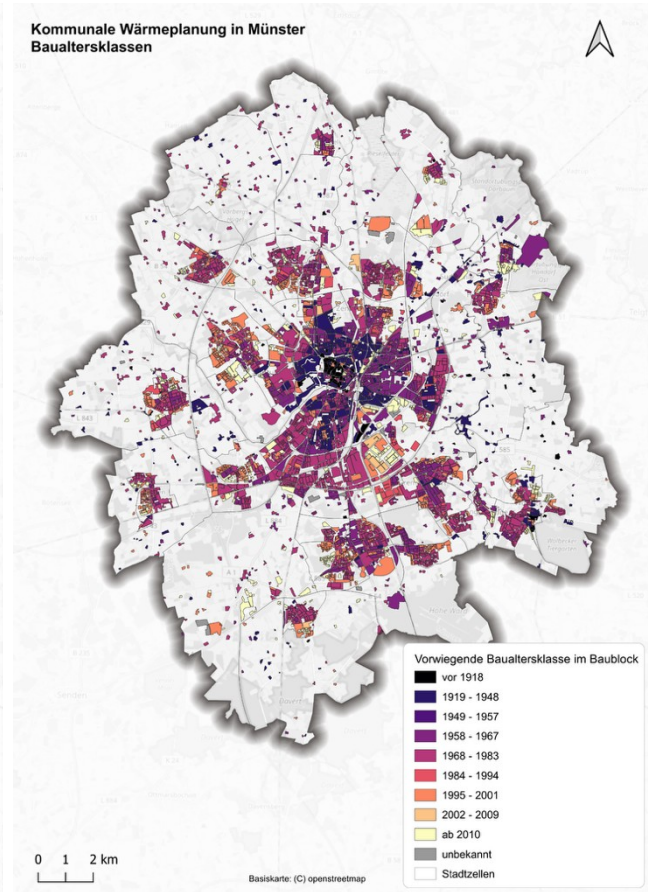 Kommunale Wärmeplanung in Münster
Baualtersklassen
Vorwiegende Baualtersklasse im Baublock
vor 1918
1919 - 1948
1949 - 1957
1958 - 1967
1968 - 1983
1984 - 1994
1995 - 2001
2002 - 2009
ab 2010
unbekannt
Stadtzellen
0 1 2 km
Basiskarte: (C) openstreetmap